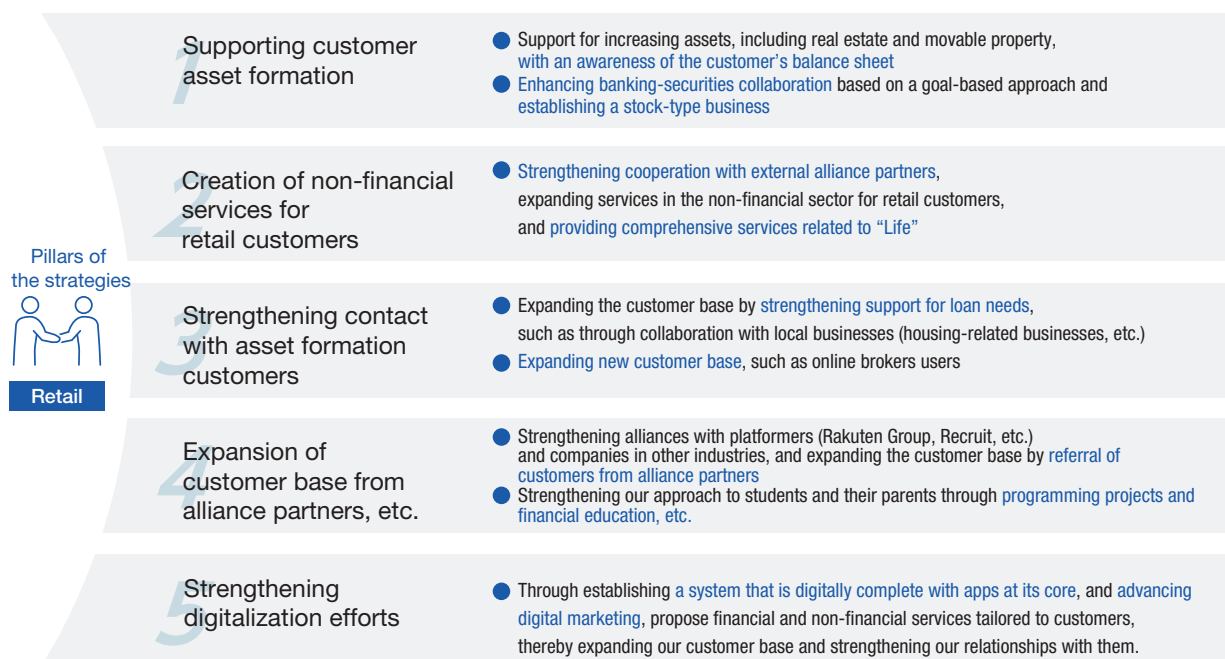 Pillars of
the strategies
Retail
1
Supporting customer
asset formation
● Support for increasing assets, including real estate and movable property,
with an awareness of the customer's balance sheet
● Enhancing banking-securities collaboration based on a goal-based approach and
establishing a stock-type business
2
Creation of non-financial
services for
retail customers
● Strengthening cooperation with external alliance partners,
expanding services in the non-financial sector for retail customers,
and providing comprehensive services related to “Life”
3
Strengthening contact
with asset formation
customers
● Expanding the customer base by strengthening support for loan needs,
such as through collaboration with local businesses (housing-related businesses, etc.)
● Expanding new customer base, such as online brokers users
4
Expansion of
customer base from
alliance partners, etc.
● Strengthening alliances with platformers (Rakuten Group, Recruit, etc.)
and companies in other industries, and expanding the customer base by referral of
customers from alliance partners
● Strengthening our approach to students and their parents through programming projects and
financial education, etc.
5
Strengthening
digitalization efforts
● Through establishing a system that is digitally complete with apps at its core, and advancing
digital marketing, propose financial and non-financial services tailored to customers,
thereby expanding our customer base and strengthening our relationships with them.